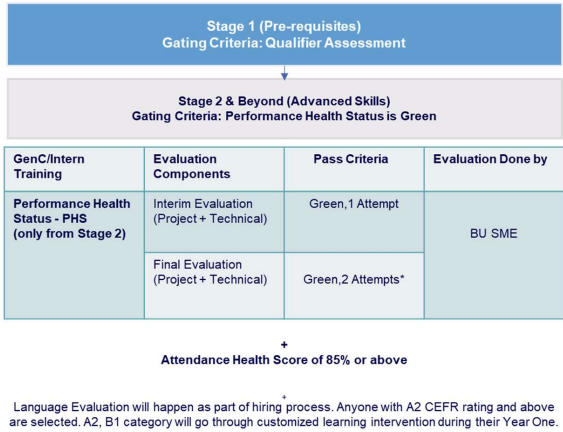 Stage 1 (Pre-requisites)
Gating Criteria: Qualifier Assessment
Stage 2 & Beyond (Advanced Skills)
Gating Criteria: Performance Health Status is Green
GenC/Intern
Training
Evaluation
Components
Pass Criteria
Evaluation Done by
Performance Health
Status - PHS
(only from Stage 2)
Interim Evaluation
(Project + Technical)
Green,1 Attempt
BU SME
Final Evaluation
(Project + Technical)
Green,2 Attempts*
+
Attendance Health Score of 85% or above
+
Language Evaluation will happen as part of hiring process. Anyone with A2 CEFR rating and above
are selected. A2, B1 category will go through customized learning intervention during their Year One.